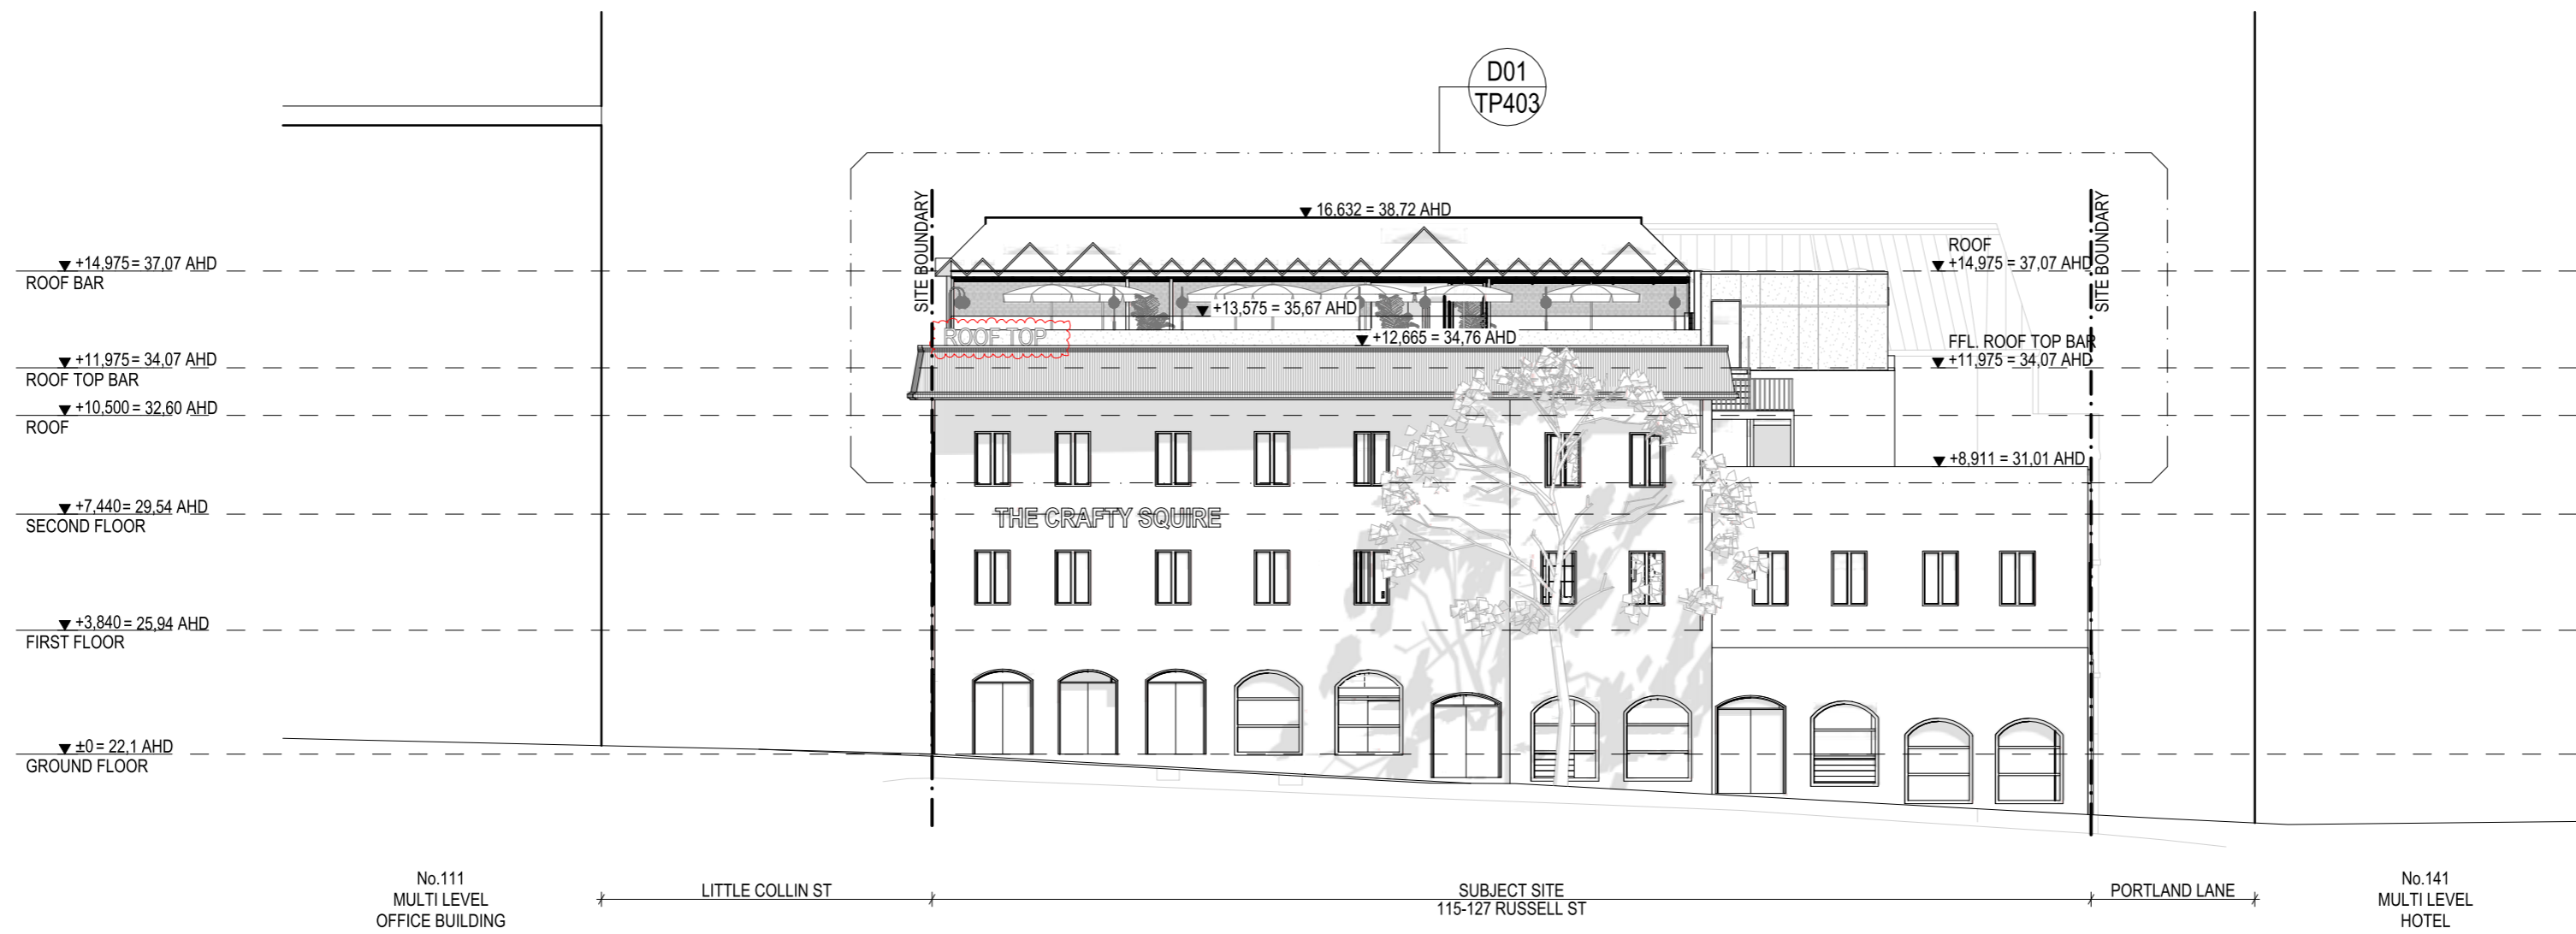 D01
TP403
SITE BOUNDARY
SITE BOUNDARY
16.632 = 38.72 AHD
+14,975 = 37,07 AHD
ROOF BAR
ROOF
+14,975 = 37,07 AHD
+13,575 = 35,67 AHD
ROOF TOP
+12,665 = 34,76 AHD
+11,975 = 34,07 AHD
ROOF TOP BAR
FFL. ROOF TOP BAR
+11,975 = 34,07 AHD
+10,500 = 32,60 AHD
ROOF
+8,911 = 31,01 AHD
+7,440 = 29,54 AHD
SECOND FLOOR
THE CRAFTY SQUIRE
+3,840 = 25,94 AHD
FIRST FLOOR
±0 = 22,1 AHD
GROUND FLOOR
No.111
MULTI LEVEL
OFFICE BUILDING
LITTLE COLLIN ST
SUBJECT SITE
115-127 RUSSELL ST
PORTLAND LANE
No.141
MULTI LEVEL
HOTEL